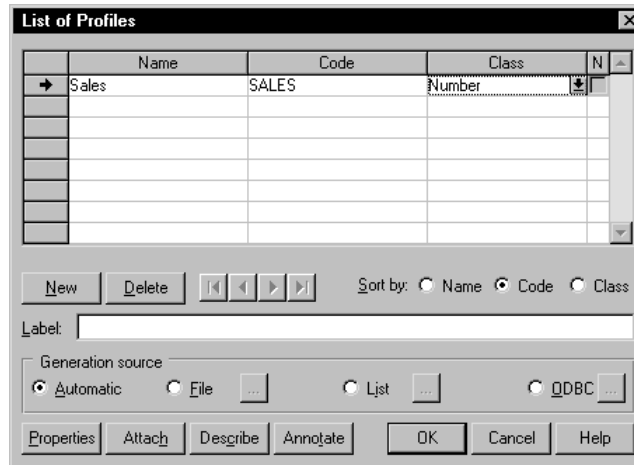 List of Profiles
Name Code Class N
Sales SALES Number
New Delete Sort by: Name Code Class
Label:
Generation source
Automatic File ... List ... ODBC ...
Properties Attach Describe Annotate OK Cancel Help